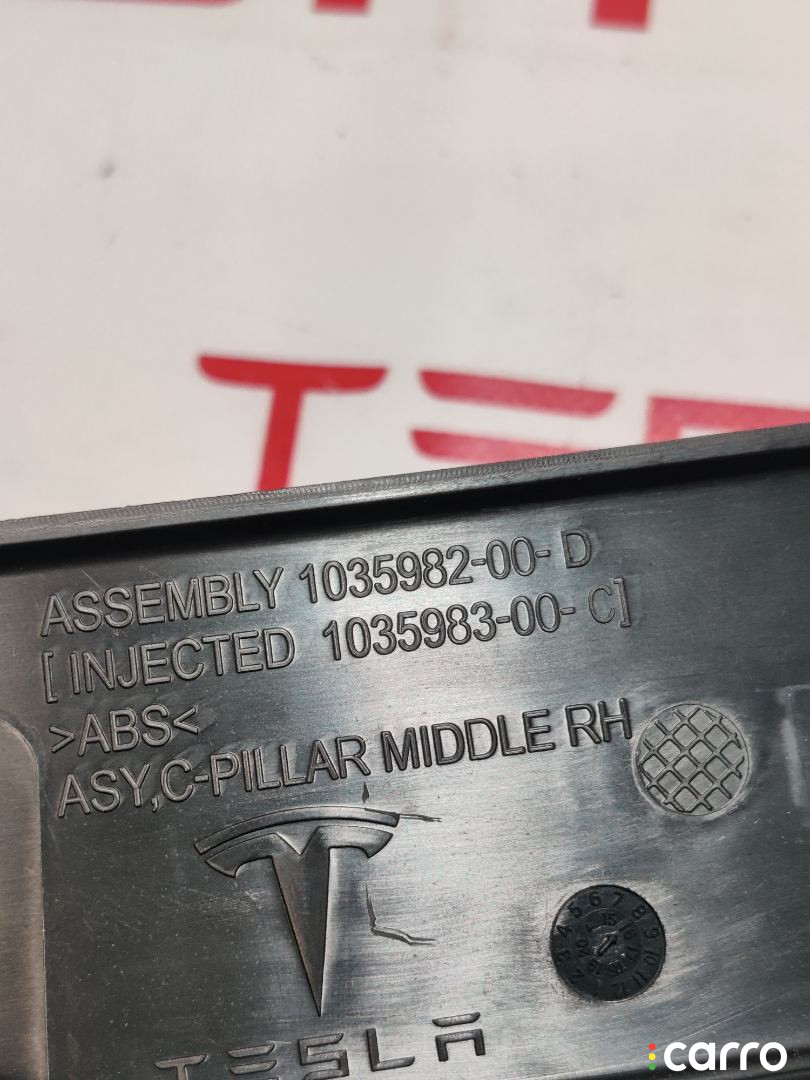 ASSEMBLY 1035982-00- D
[ INJECTED 1035983-00- C]
>ABS<
ASY,C-PILLAR MIDDLE RH
TESLA
carro